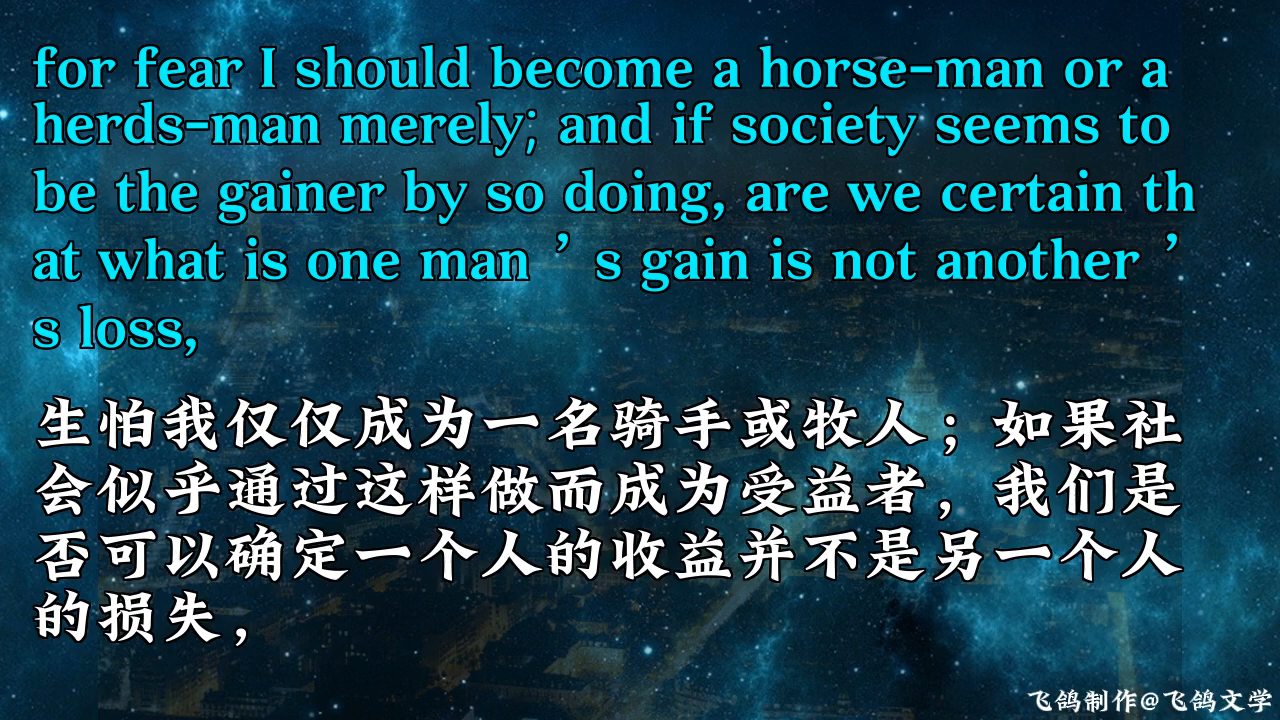 for fear I should become a horse-man or a
herds-man merely; and if society seems to
be the gainer by so doing, are we certain th
at what is one man ’ s gain is not another ’
s loss,
生怕我仅仅成为一名骑手或牧人；如果社
会似乎通过这样做而成为受益者，我们是
否可以确定一个人的收益并不是另一个人
的损失，
飞鸽制作@飞鸽文学